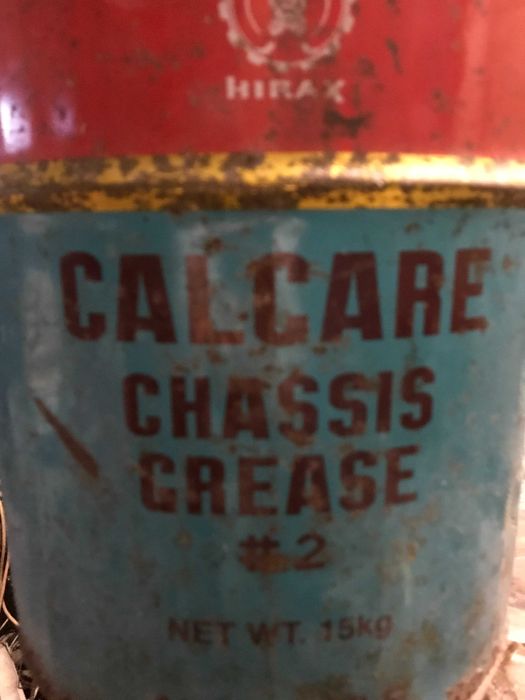 HIRAX
CALCARE
CHASSIS
GREASE
#2
NET WT. 15kg